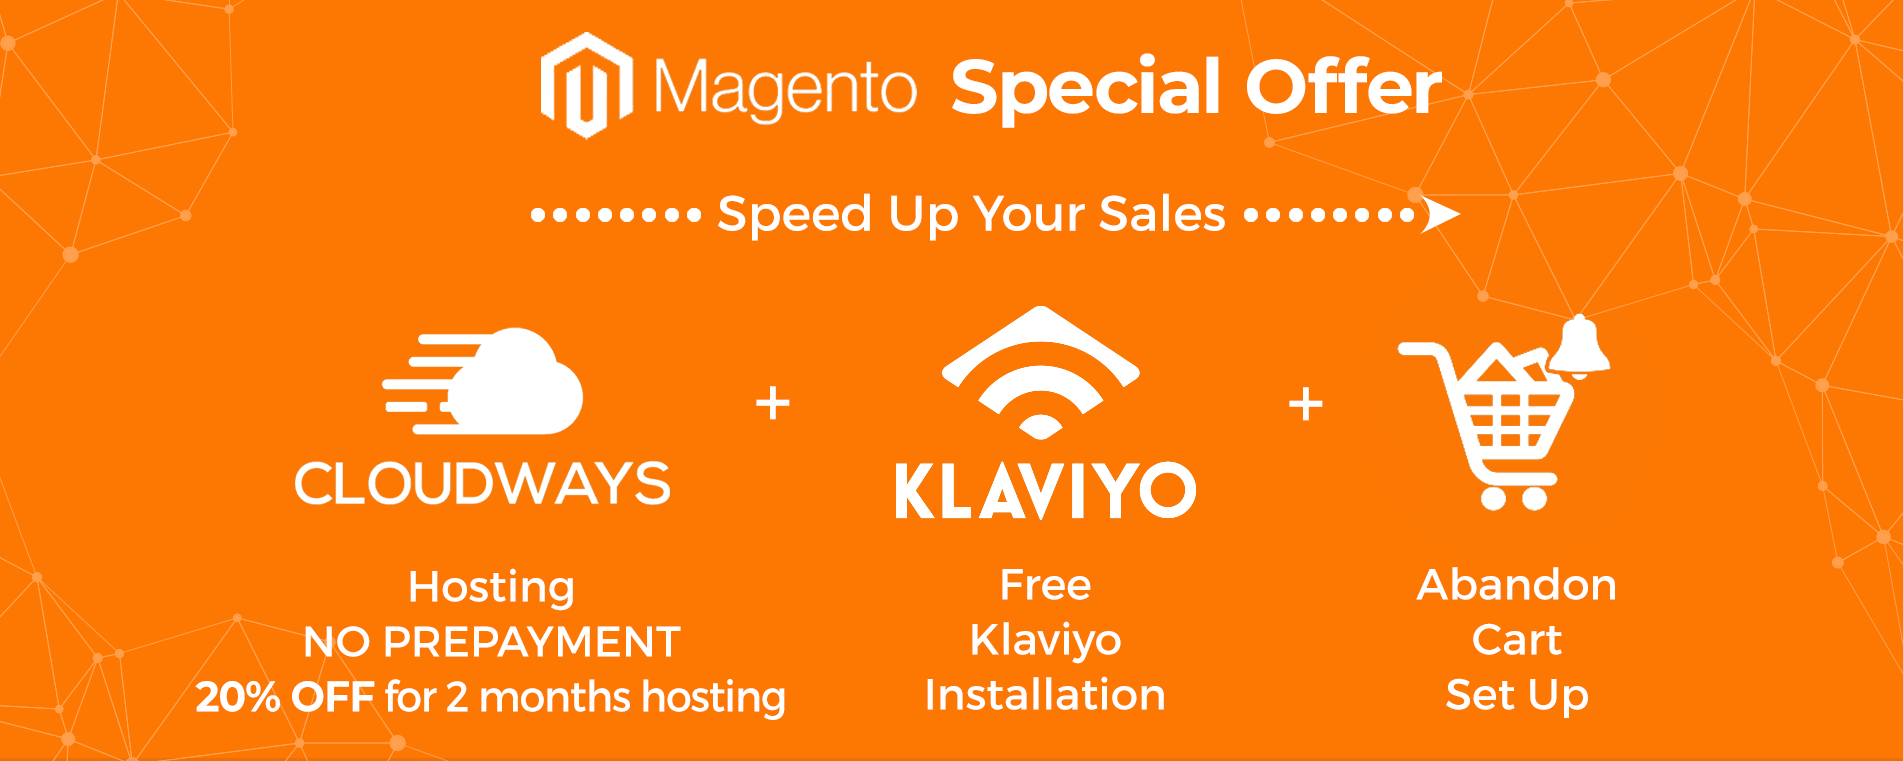 Magento Special Offer
Speed Up Your Sales
CLOUDWAYS + KLAVIYO +
Hosting
NO PREPAYMENT
20% OFF for 2 months hosting
Free
Klaviyo
Installation
Abandon
Cart
Set Up